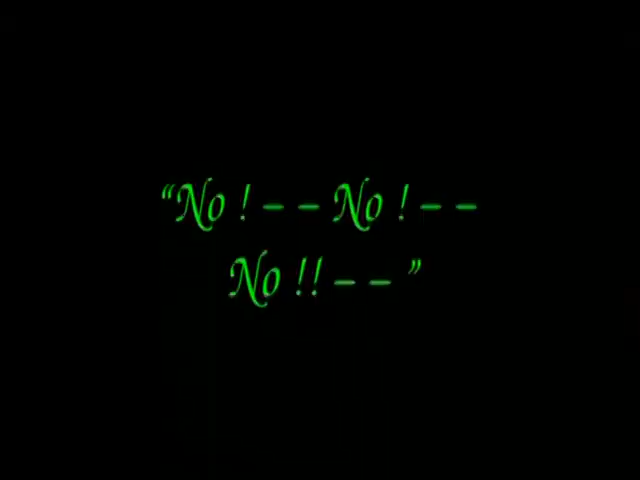 “No ! – – No ! – –
No !! – – ”